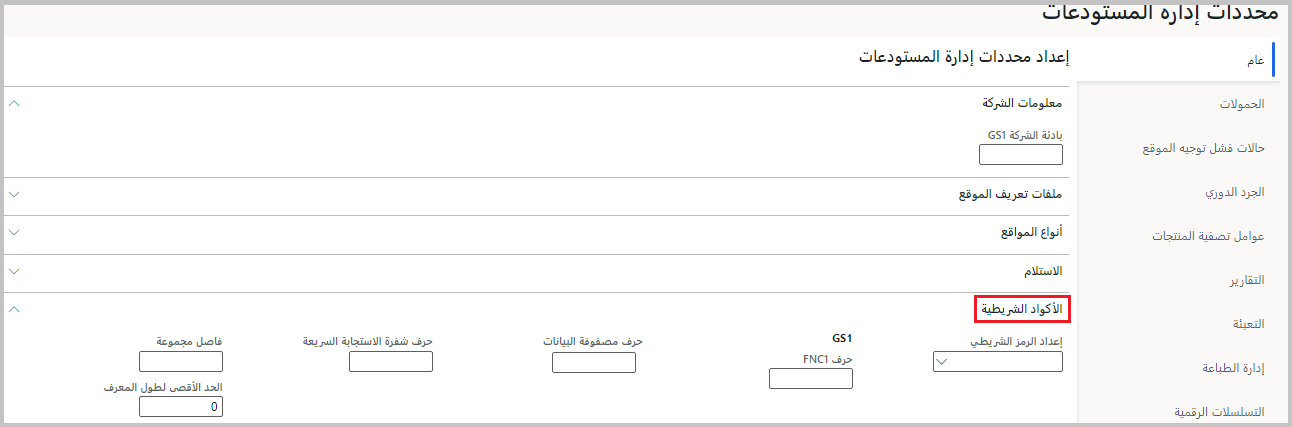 محددات إدارة المستودعات
عام
الحمولات
حالات فشل توجيه الموقع
الجرد الدوري
عوامل تصفية المنتجات
التقارير
التعبئة
إدارة الطباعة
التسلسلات الرقمية
إعداد محددات إدارة المستودعات
معلومات الشركة
بادئة الشركة GS1
ملفات تعريف الموقع
أنواع المواقع
الاستلام
الأكواد الشريطية
إعداد الرمز الشريطي
GS1
حرف FNC1
حرف مصفوفة البيانات
حرف شفرة الاستجابة السريعة
فاصل مجموعة
الحد الأقصى لطول المعرف
0